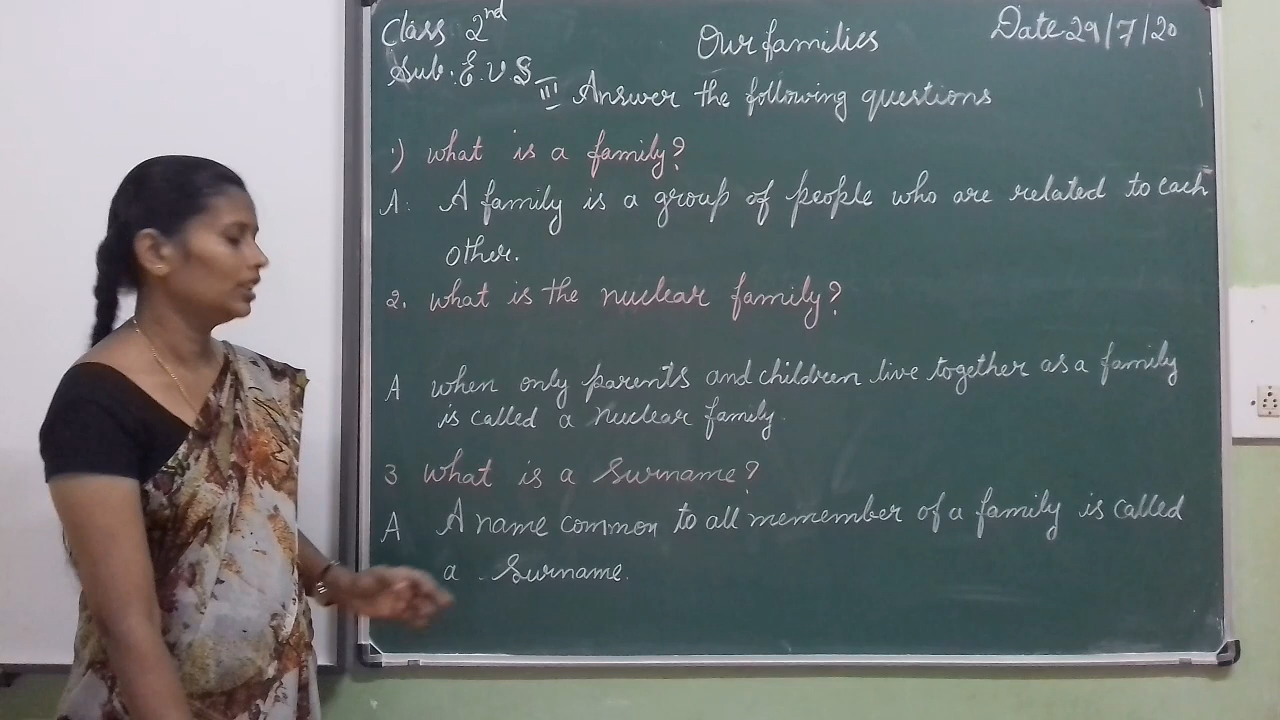 Class 2nd
Our families
Date 29/7/20
Sub. E.V.S
III Answer the following questions
1) what is a family?
A: A family is a group of people who are related to each
other.
2. what is the nuclear family?
A when only parents and children live together as a family
is called a nuclear family.
3 what is a surname?
A A name common to all memember of a family is called
a surname.